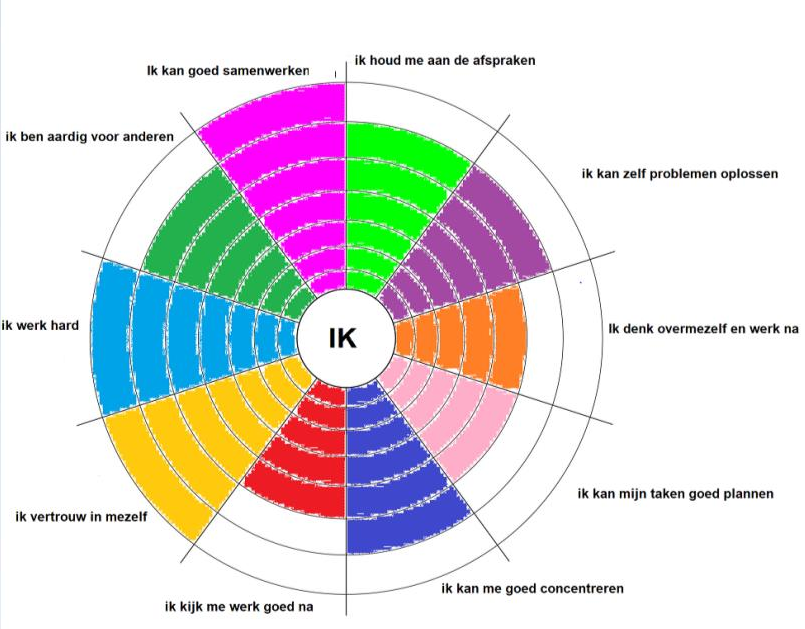 ik houd me aan de afspraken
Ik kan goed samenwerken
ik ben aardig voor anderen
ik kan zelf problemen oplossen
ik werk hard
IK
Ik denk overmezelf en werk na
ik vertrouw in mezelf
ik kan mijn taken goed plannen
ik kan me goed concentreren
ik kijk me werk goed na